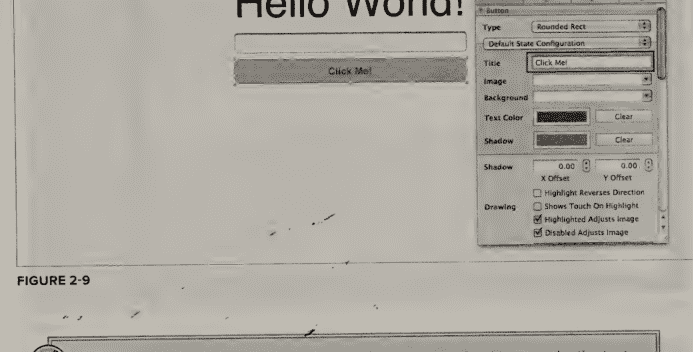 Hello World!
Click Me!
Button
Type Rounded Rect
Default State Configuration
Title Click Me!
Image
Background
Text Color Clear
Shadow Clear
Shadow 0.00 0.00
X Offset Y Offset
Highlight Reverses Direction
Drawing Shows Touch On Highlight
Highlighted Adjusts Image
Disabled Adjusts Image
FIGURE 2-9